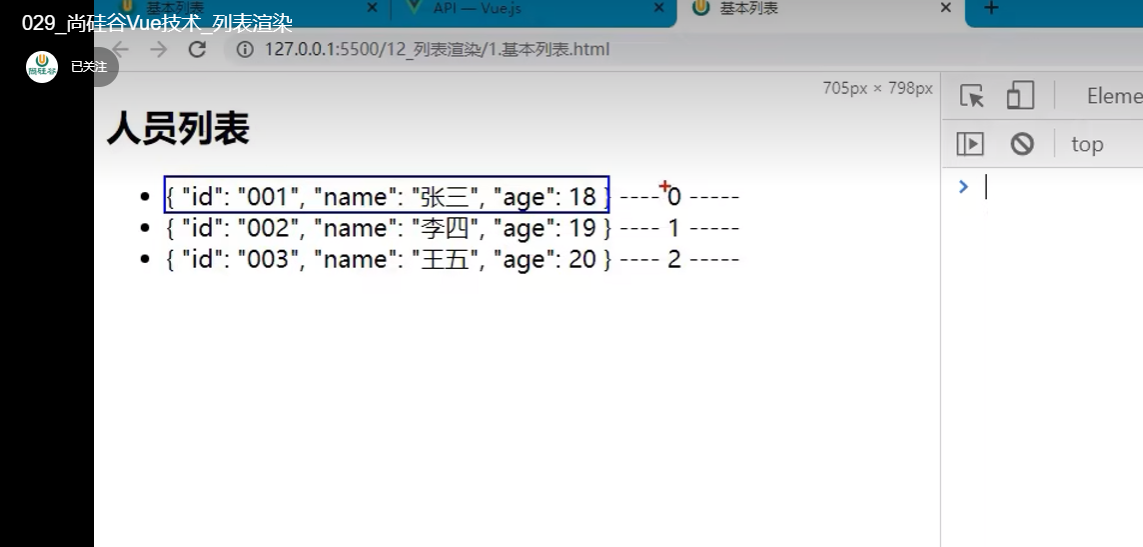 029_尚硅谷Vue技术_列表渲染
基本列表
API — Vue.js
基本列表
已关注
尚硅谷
127.0.0.1:5500/12_列表渲染/1.基本列表.html
705px × 798px
Eleme
top
人员列表
{ "id": "001", "name": "张三", "age": 18 } ---- 0 -----
{ "id": "002", "name": "李四", "age": 19 } ---- 1 -----
{ "id": "003", "name": "王五", "age": 20 } ---- 2 -----